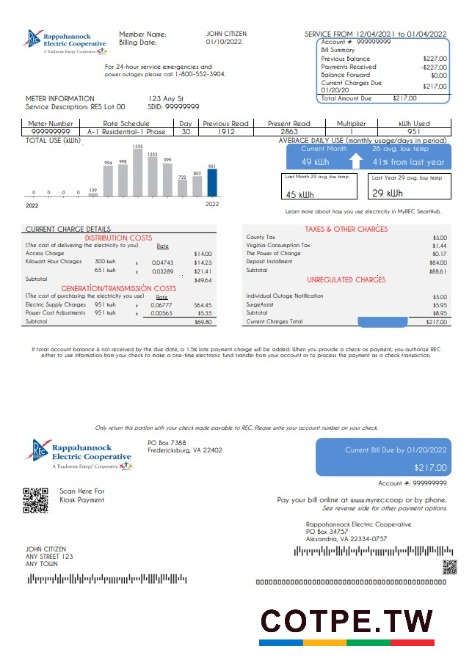 Rappahannock
Electric Cooperative
A Touchstone Energy Cooperative
Member Name: JOHN CITIZEN
Billing Date: 01/10/2022
For 24-hour service emergencies and
power outages please call 1-800-552-3904.
SERVICE FROM 12/04/2021 to 01/04/2022
Account # 999999999
Bill Summary
Previous Balance $227.00
Payments Received -$227.00
Balance Forward $0.00
Current Charges Due $217.00
01/20/20
Total Amount Due $217.00
METER INFORMATION 123 Any St
Service Description: RES Lot 00 SDID: 99999999
Meter Number Rate Schedule Day Previous Read Present Read Multiplier kWh Used
999999999 A-1 Residential-1 Phase 30 1912 2863 1 951
TOTAL USE (kWh)
0 0 0 0 139
951
2022 2022
AVERAGE DAILY USE (monthly usage/days in period)
Current Month 26 avg. low temp
49 kWh 41% from last year
Last Month 29 avg. low temp
45 kWh
Last Year 29 avg. low temp
29 kWh
Learn more about how you use electricity in MyREC SmartHub.
CURRENT CHARGE DETAILS
DISTRIBUTION COSTS
(The cost of delivering the electricity to you) Rate
Access Charge $14.00
Kilowatt Hour Charges 300 kwh x 0.04743 $14.23
651 kwh x 0.03289 $21.41
Subtotal $49.64
GENERATION/TRANSMISSION COSTS
(The cost of purchasing the electricity you use) Rate
Electric Supply Charges 951 kwh x 0.06777 $64.45
Power Cost Adjustments 951 kwh x 0.00563 $5.35
Subtotal $69.80
TAXES & OTHER CHARGES
County Tax $3.00
Virginia Consumption Tax $1.44
The Power of Change $0.17
Deposit Installment $84.00
Subtotal $88.61
UNREGULATED CHARGES
Individual Outage Notification $3.00
SurgeAssist $5.95
Subtotal $8.95
Current Charges Total $217.00
If total account balance is not received by the due date, a 1.5% late payment charge will be added. When you provide a check as payment, you authorize REC
either to use information from your check to make a one-time electronic fund transfer from your account or to process the payment as a check transaction.
Only return this portion with your check made payable to REC. Please write your account number on your check.
Rappahannock
Electric Cooperative
A Touchstone Energy Cooperative
PO Box 7388
Fredericksburg, VA 22402
Current Bill Due by 01/20/2022
$217.00
Account #: 999999999
Scan Here For
Kiosk Payment
Pay your bill online at www.myrec.coop or by phone.
See reverse side for other payment options.
Rappahannock Electric Cooperative
PO Box 34757
Alexandria, VA 22334-0757
JOHN CITIZEN
ANY STREET 123
ANY TOWN
COTPE.TW